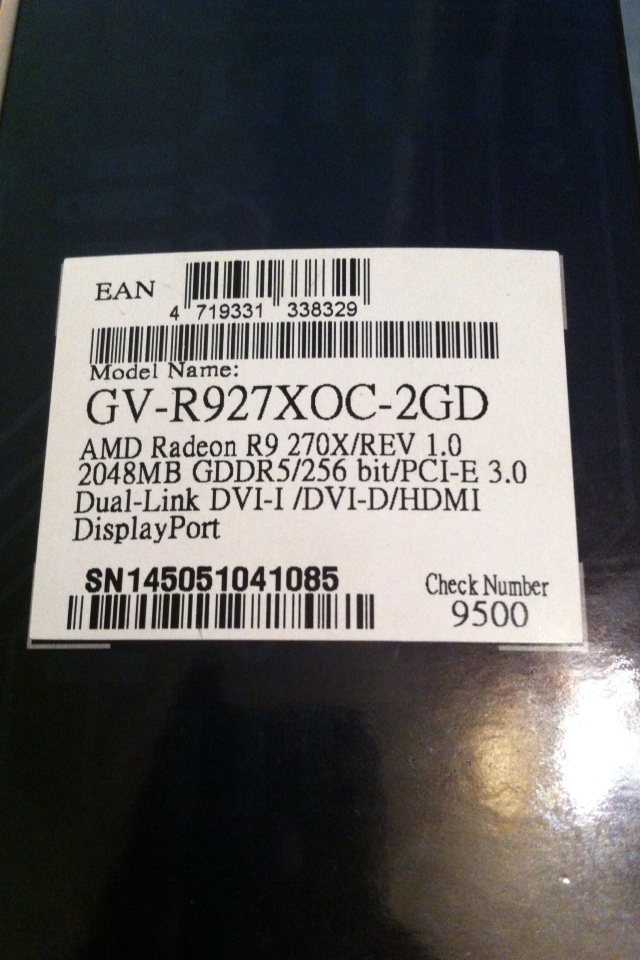 EAN
4 719331 338329
Model Name:
GV-R927XOC-2GD
AMD Radeon R9 270X/REV 1.0
2048MB GDDR5/256 bit/PCI-E 3.0
Dual-Link DVI-I /DVI-D/HDMI
DisplayPort
SN145051041085
Check Number
9500